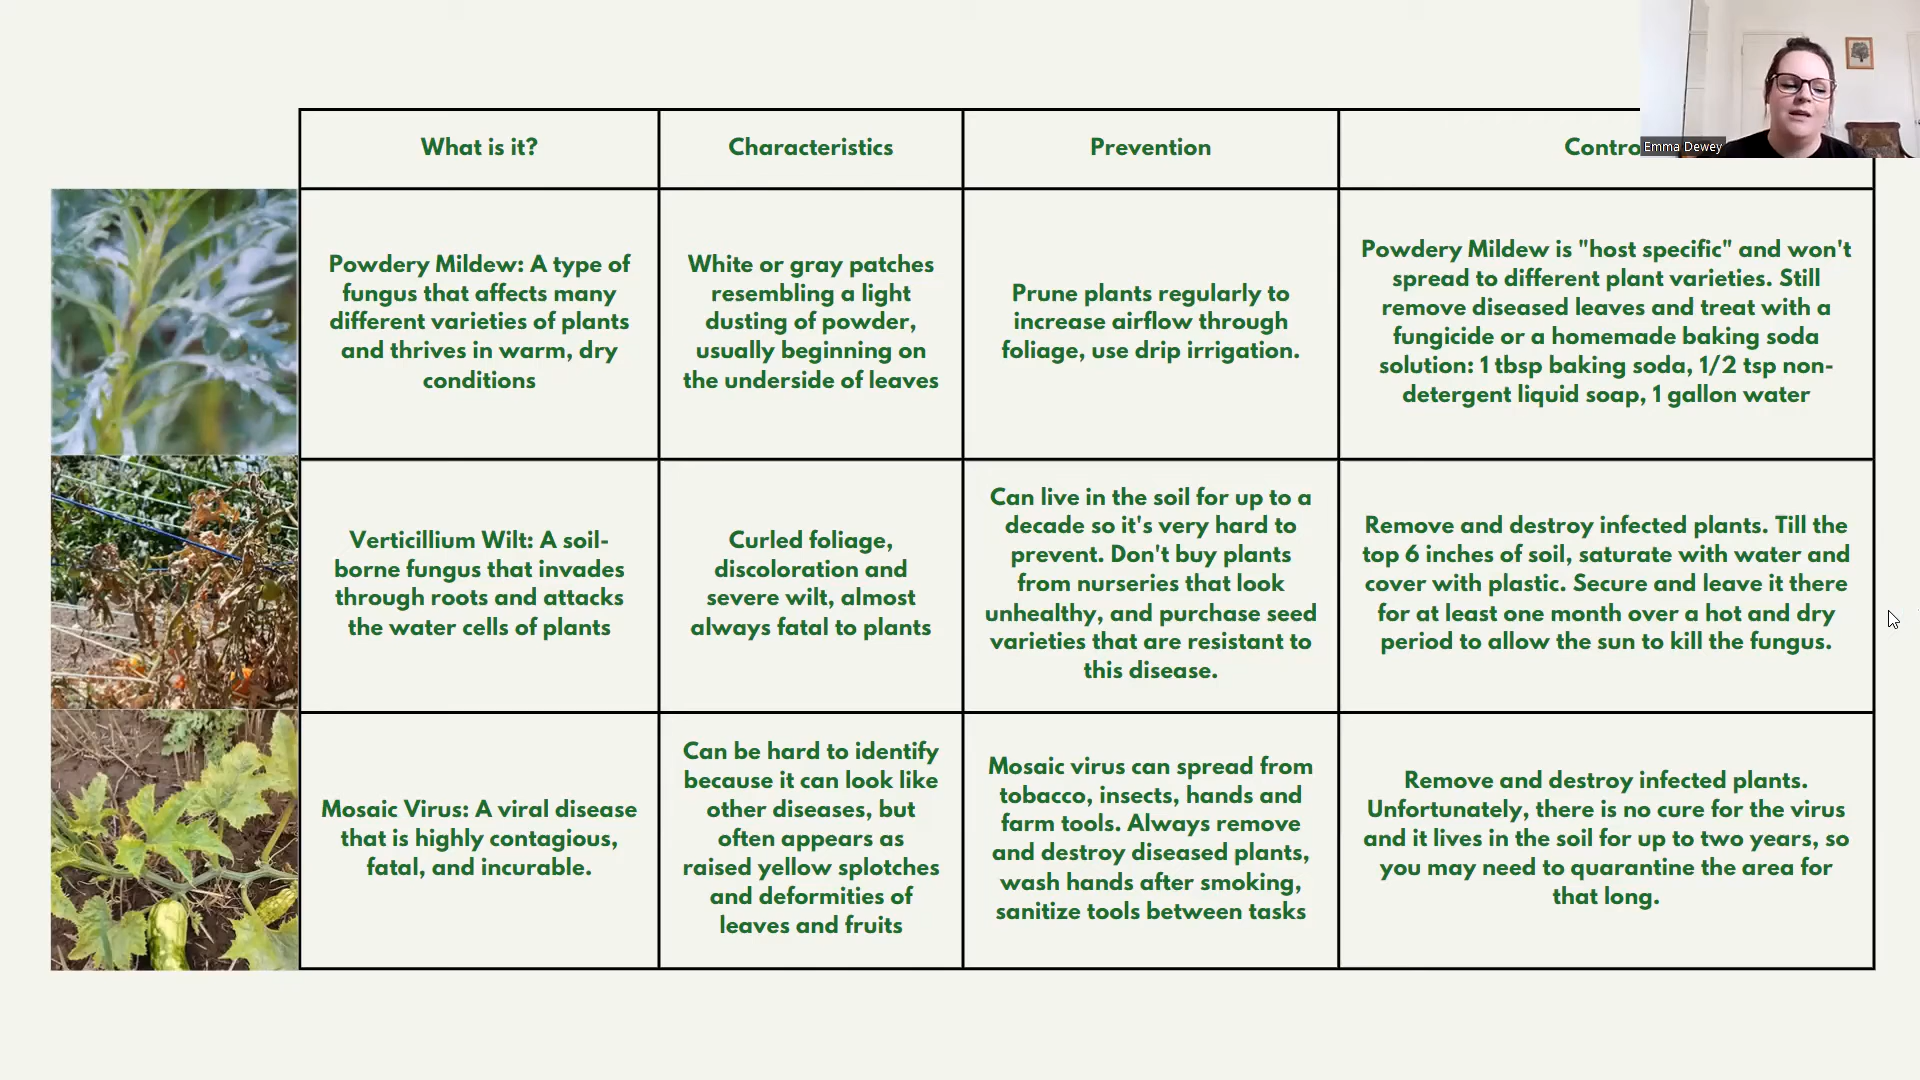 What is it?
Characteristics
Prevention
Contro
Emma Dewey
Powdery Mildew: A type of
fungus that affects many
different varieties of plants
and thrives in warm, dry
conditions
White or gray patches
resembling a light
dusting of powder,
usually beginning on
the underside of leaves
Prune plants regularly to
increase airflow through
foliage, use drip irrigation.
Powdery Mildew is "host specific" and won't
spread to different plant varieties. Still
remove diseased leaves and treat with a
fungicide or a homemade baking soda
solution: 1 tbsp baking soda, 1/2 tsp non-
detergent liquid soap, 1 gallon water
Verticillium Wilt: A soil-
borne fungus that invades
through roots and attacks
the water cells of plants
Curled foliage,
discoloration and
severe wilt, almost
always fatal to plants
Can live in the soil for up to a
decade so it's very hard to
prevent. Don't buy plants
from nurseries that look
unhealthy, and purchase seed
varieties that are resistant to
this disease.
Remove and destroy infected plants. Till the
top 6 inches of soil, saturate with water and
cover with plastic. Secure and leave it there
for at least one month over a hot and dry
period to allow the sun to kill the fungus.
Mosaic Virus: A viral disease
that is highly contagious,
fatal, and incurable.
Can be hard to identify
because it can look like
other diseases, but
often appears as
raised yellow splotches
and deformities of
leaves and fruits
Mosaic virus can spread from
tobacco, insects, hands and
farm tools. Always remove
and destroy diseased plants,
wash hands after smoking,
sanitize tools between tasks
Remove and destroy infected plants.
Unfortunately, there is no cure for the virus
and it lives in the soil for up to two years, so
you may need to quarantine the area for
that long.